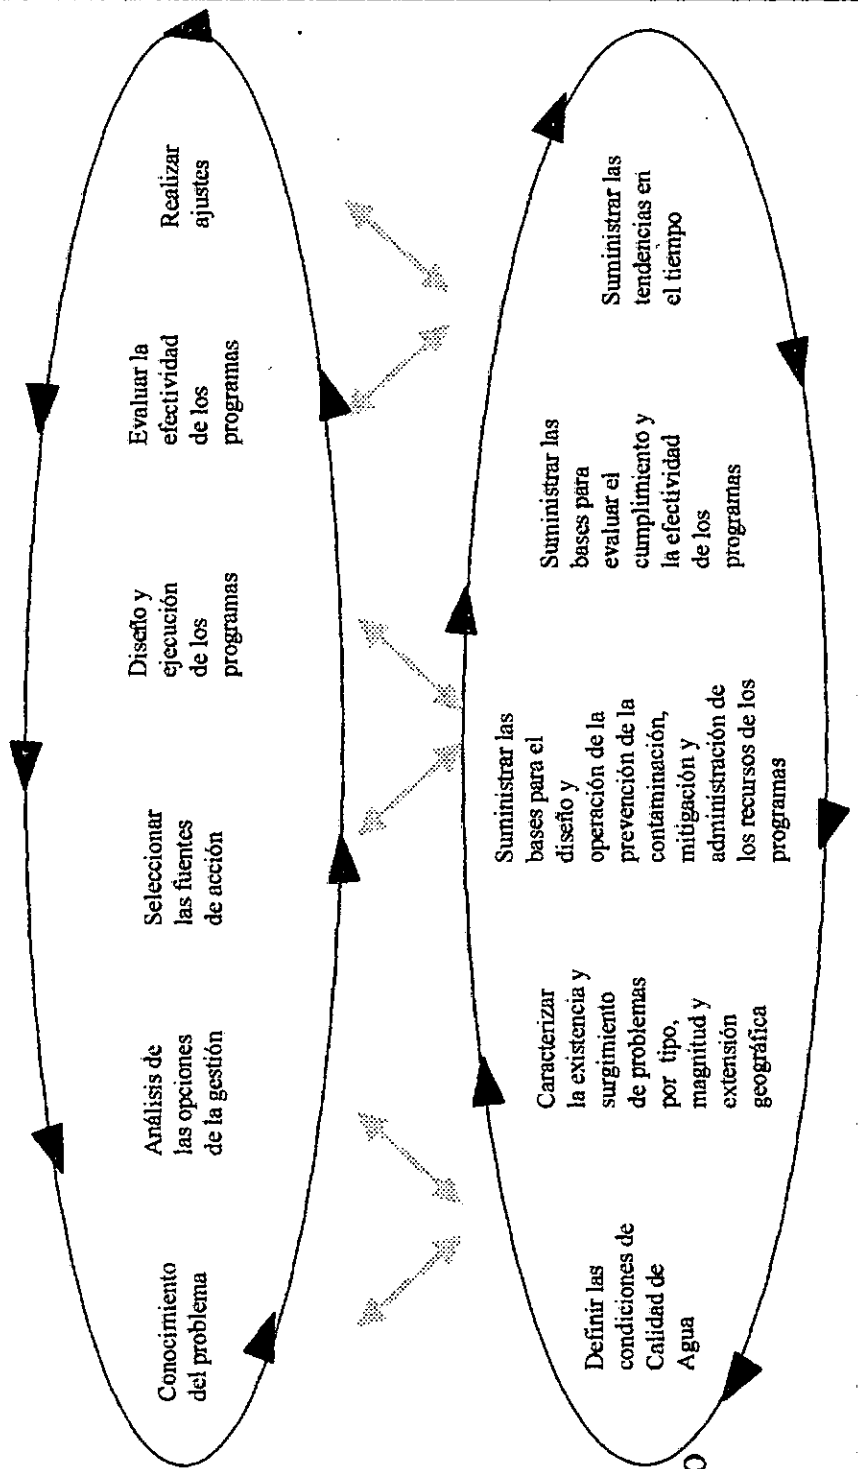 Conocimiento
del problema
Análisis de
las opciones
de la gestión
Seleccionar
las fuentes
de acción
Diseño y
ejecución
de los
programas
Evaluar la
efectividad
de los
programas
Realizar
ajustes
Definir las
condiciones de
Calidad de
Agua
Caracterizar
la existencia y
surgimiento
de problemas
por tipo,
magnitud y
extensión
geográfica
Suministrar las
bases para el
diseño y
operación de la
prevención de la
contaminación,
mitigación y
administración de
los recursos de los
programas
Suministrar las
bases para
evaluar el
cumplimiento y
la efectividad
de los
programas
Suministrar las
tendencias en
el tiempo